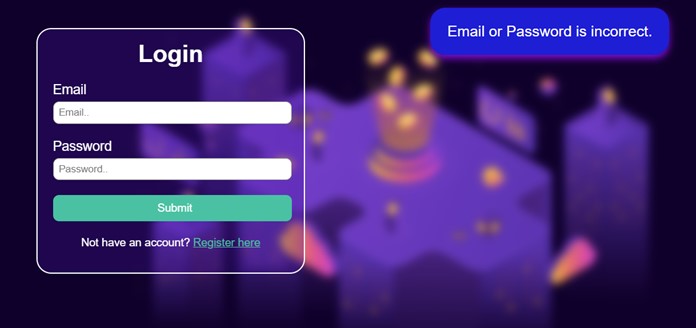 Email or Password is incorrect.
Login
Email
Email..
Password
Password..
Submit
Not have an account? Register here